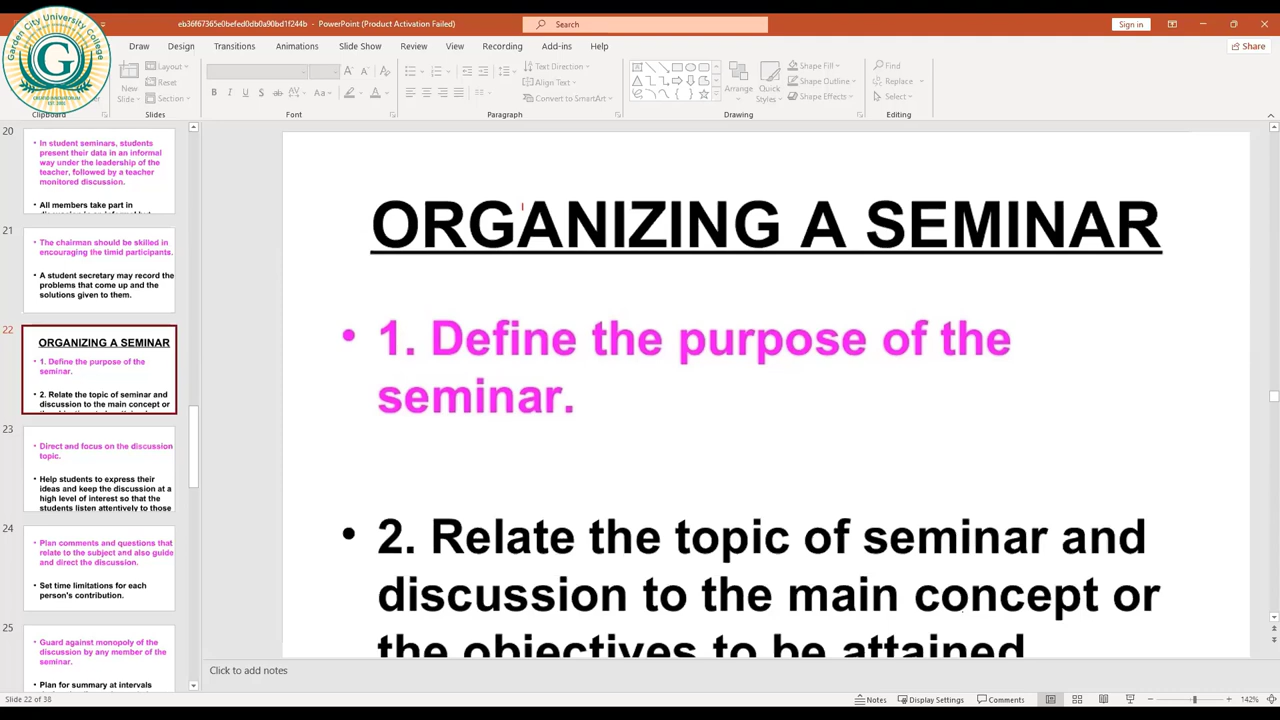 Garden City University College
G
eb36f67365e0befed0db0a90bd1f244b - PowerPoint (Product Activation Failed)
Search
Sign in
Draw Design Transitions Animations Slide Show Review View Recording Add-ins Help
Share
New
Slide
Layout
Reset
Section
B I U S ab AV Aa A
Text Direction
Align Text
Convert to SmartArt
Arrange
Quick
Styles
Shape Fill
Shape Outline
Shape Effects
Find
Replace
Select
Clipboard Slides Font Paragraph Drawing Editing
20
• In student seminars, students
present their data in an informal
way under the leadership of the
teacher, followed by a teacher
monitored discussion.
• All members take part in
21
• The chairman should be skilled in
encouraging the timid participants.
• A student secretary may record the
problems that come up and the
solutions given to them.
22
ORGANIZING A SEMINAR
• 1. Define the purpose of the
seminar.
• 2. Relate the topic of seminar and
discussion to the main concept or
23
• Direct and focus on the discussion
topic.
• Help students to express their
ideas and keep the discussion at a
high level of interest so that the
students listen attentively to those
24
• Plan comments and questions that
relate to the subject and also guide
and direct the discussion.
• Set time limitations for each
person's contribution.
25
• Guard against monopoly of the
discussion by any member of the
seminar.
• Plan for summary at intervals
ORGANIZING A SEMINAR
• 1. Define the purpose of the
seminar.
• 2. Relate the topic of seminar and
discussion to the main concept or
the objectives to be attained
Click to add notes
Slide 22 of 38
Notes Display Settings Comments 142%